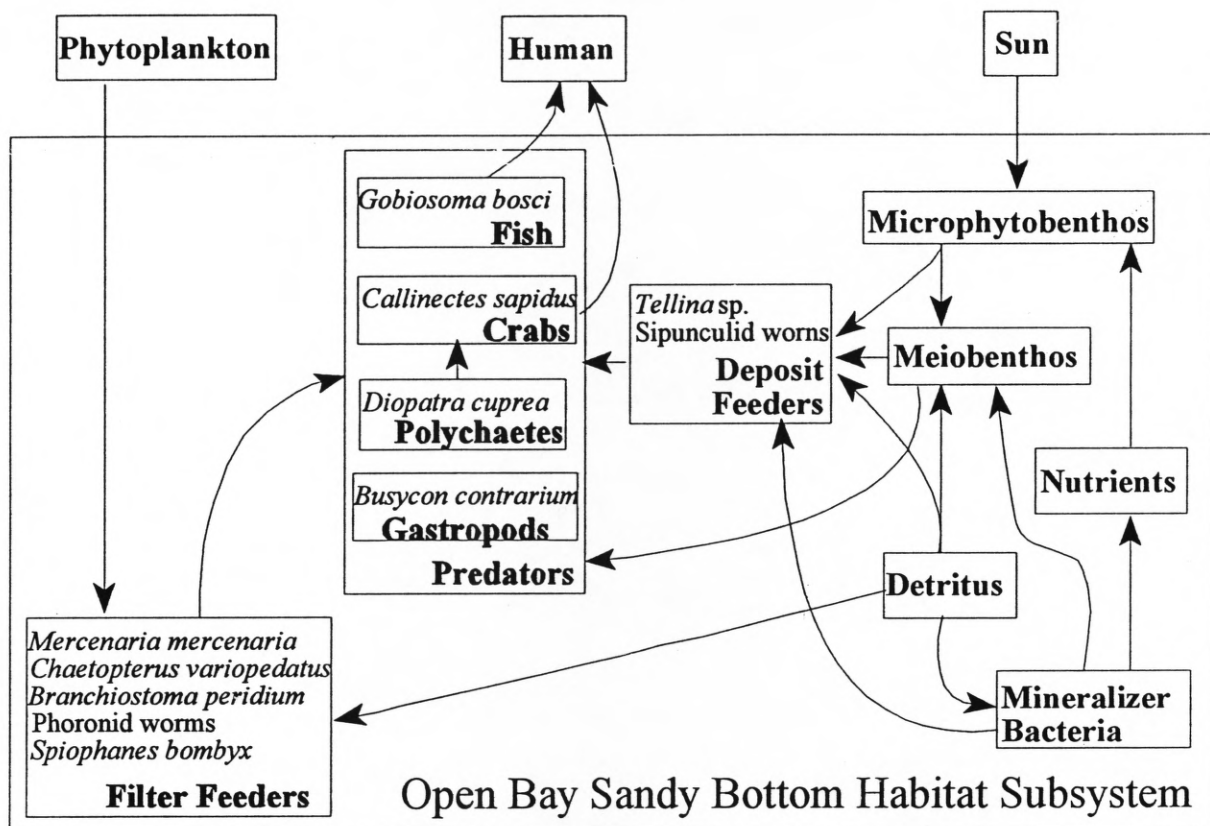 Phytoplankton
Human
Sun
Gobiosoma bosci
Fish
Callinectes sapidus
Crabs
Diopatra cuprea
Polychaetes
Busycon contrarium
Gastropods
Predators
Tellina sp.
Sipunculid worns
Deposit
Feeders
Microphytobenthos
Meiobenthos
Nutrients
Detritus
Mineralizer
Bacteria
Mercenaria mercenaria
Chaetopterus variopedatus
Branchiostoma peridium
Phoronid worms
Spiophanes bombyx
Filter Feeders
Open Bay Sandy Bottom Habitat Subsystem